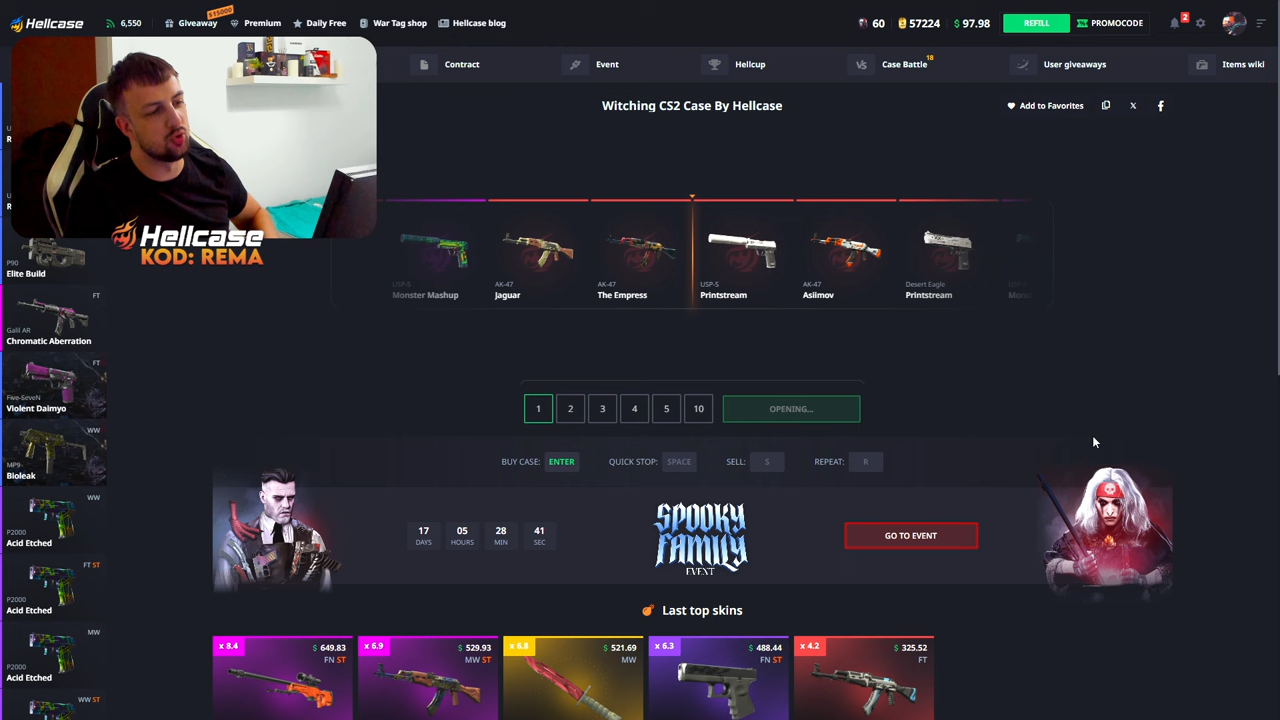 Hellcase
6,550
Giveaway
$15000
Premium
Daily Free
War Tag shop
Hellcase blog
60
57224
$ 97.98
REFILL
PROMOCODE
2
Contract
Event
Hellcup
Case Battle
18
User giveaways
Items wiki
Witching CS2 Case By Hellcase
Add to Favorites
Hellcase
KOD: REMA
P90
Elite Build
FT
Galil AR
Chromatic Aberration
FT
Five-SeveN
Violent Daimyo
WW
MP9
Bioleak
WW
P2000
Acid Etched
FT ST
P2000
Acid Etched
MW
P2000
Acid Etched
WW ST
USP-S
Monster Mashup
AK-47
Jaguar
AK-47
The Empress
USP-S
Printstream
AK-47
Asiimov
Desert Eagle
Printstream
1 2 3 4 5 10
OPENING...
BUY CASE: ENTER QUICK STOP: SPACE SELL: S REPEAT: R
17 05 28 41
DAYS HOURS MIN SEC
SPOOKY
FAMILY
EVENT
GO TO EVENT
Last top skins
x 8.4
$ 649.83
FN ST
x 6.9
$ 529.93
MW ST
x 6.8
$ 521.69
MW
x 6.3
$ 488.44
FN ST
x 4.2
$ 325.52
FT